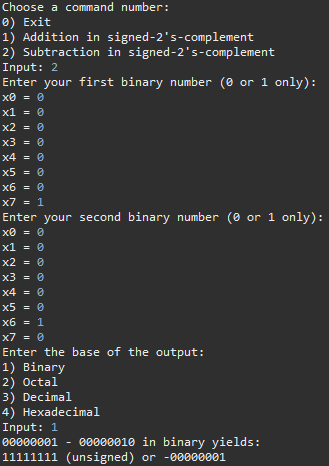 Choose a command number:
0) Exit
1) Addition in signed-2's-complement
2) Subtraction in signed-2's-complement
Input: 2
Enter your first binary number (0 or 1 only):
x0 = 0
x1 = 0
x2 = 0
x3 = 0
x4 = 0
x5 = 0
x6 = 0
x7 = 1
Enter your second binary number (0 or 1 only):
x0 = 0
x1 = 0
x2 = 0
x3 = 0
x4 = 0
x5 = 0
x6 = 1
x7 = 0
Enter the base of the output:
1) Binary
2) Octal
3) Decimal
4) Hexadecimal
Input: 1
00000001 - 00000010 in binary yields:
11111111 (unsigned) or -00000001